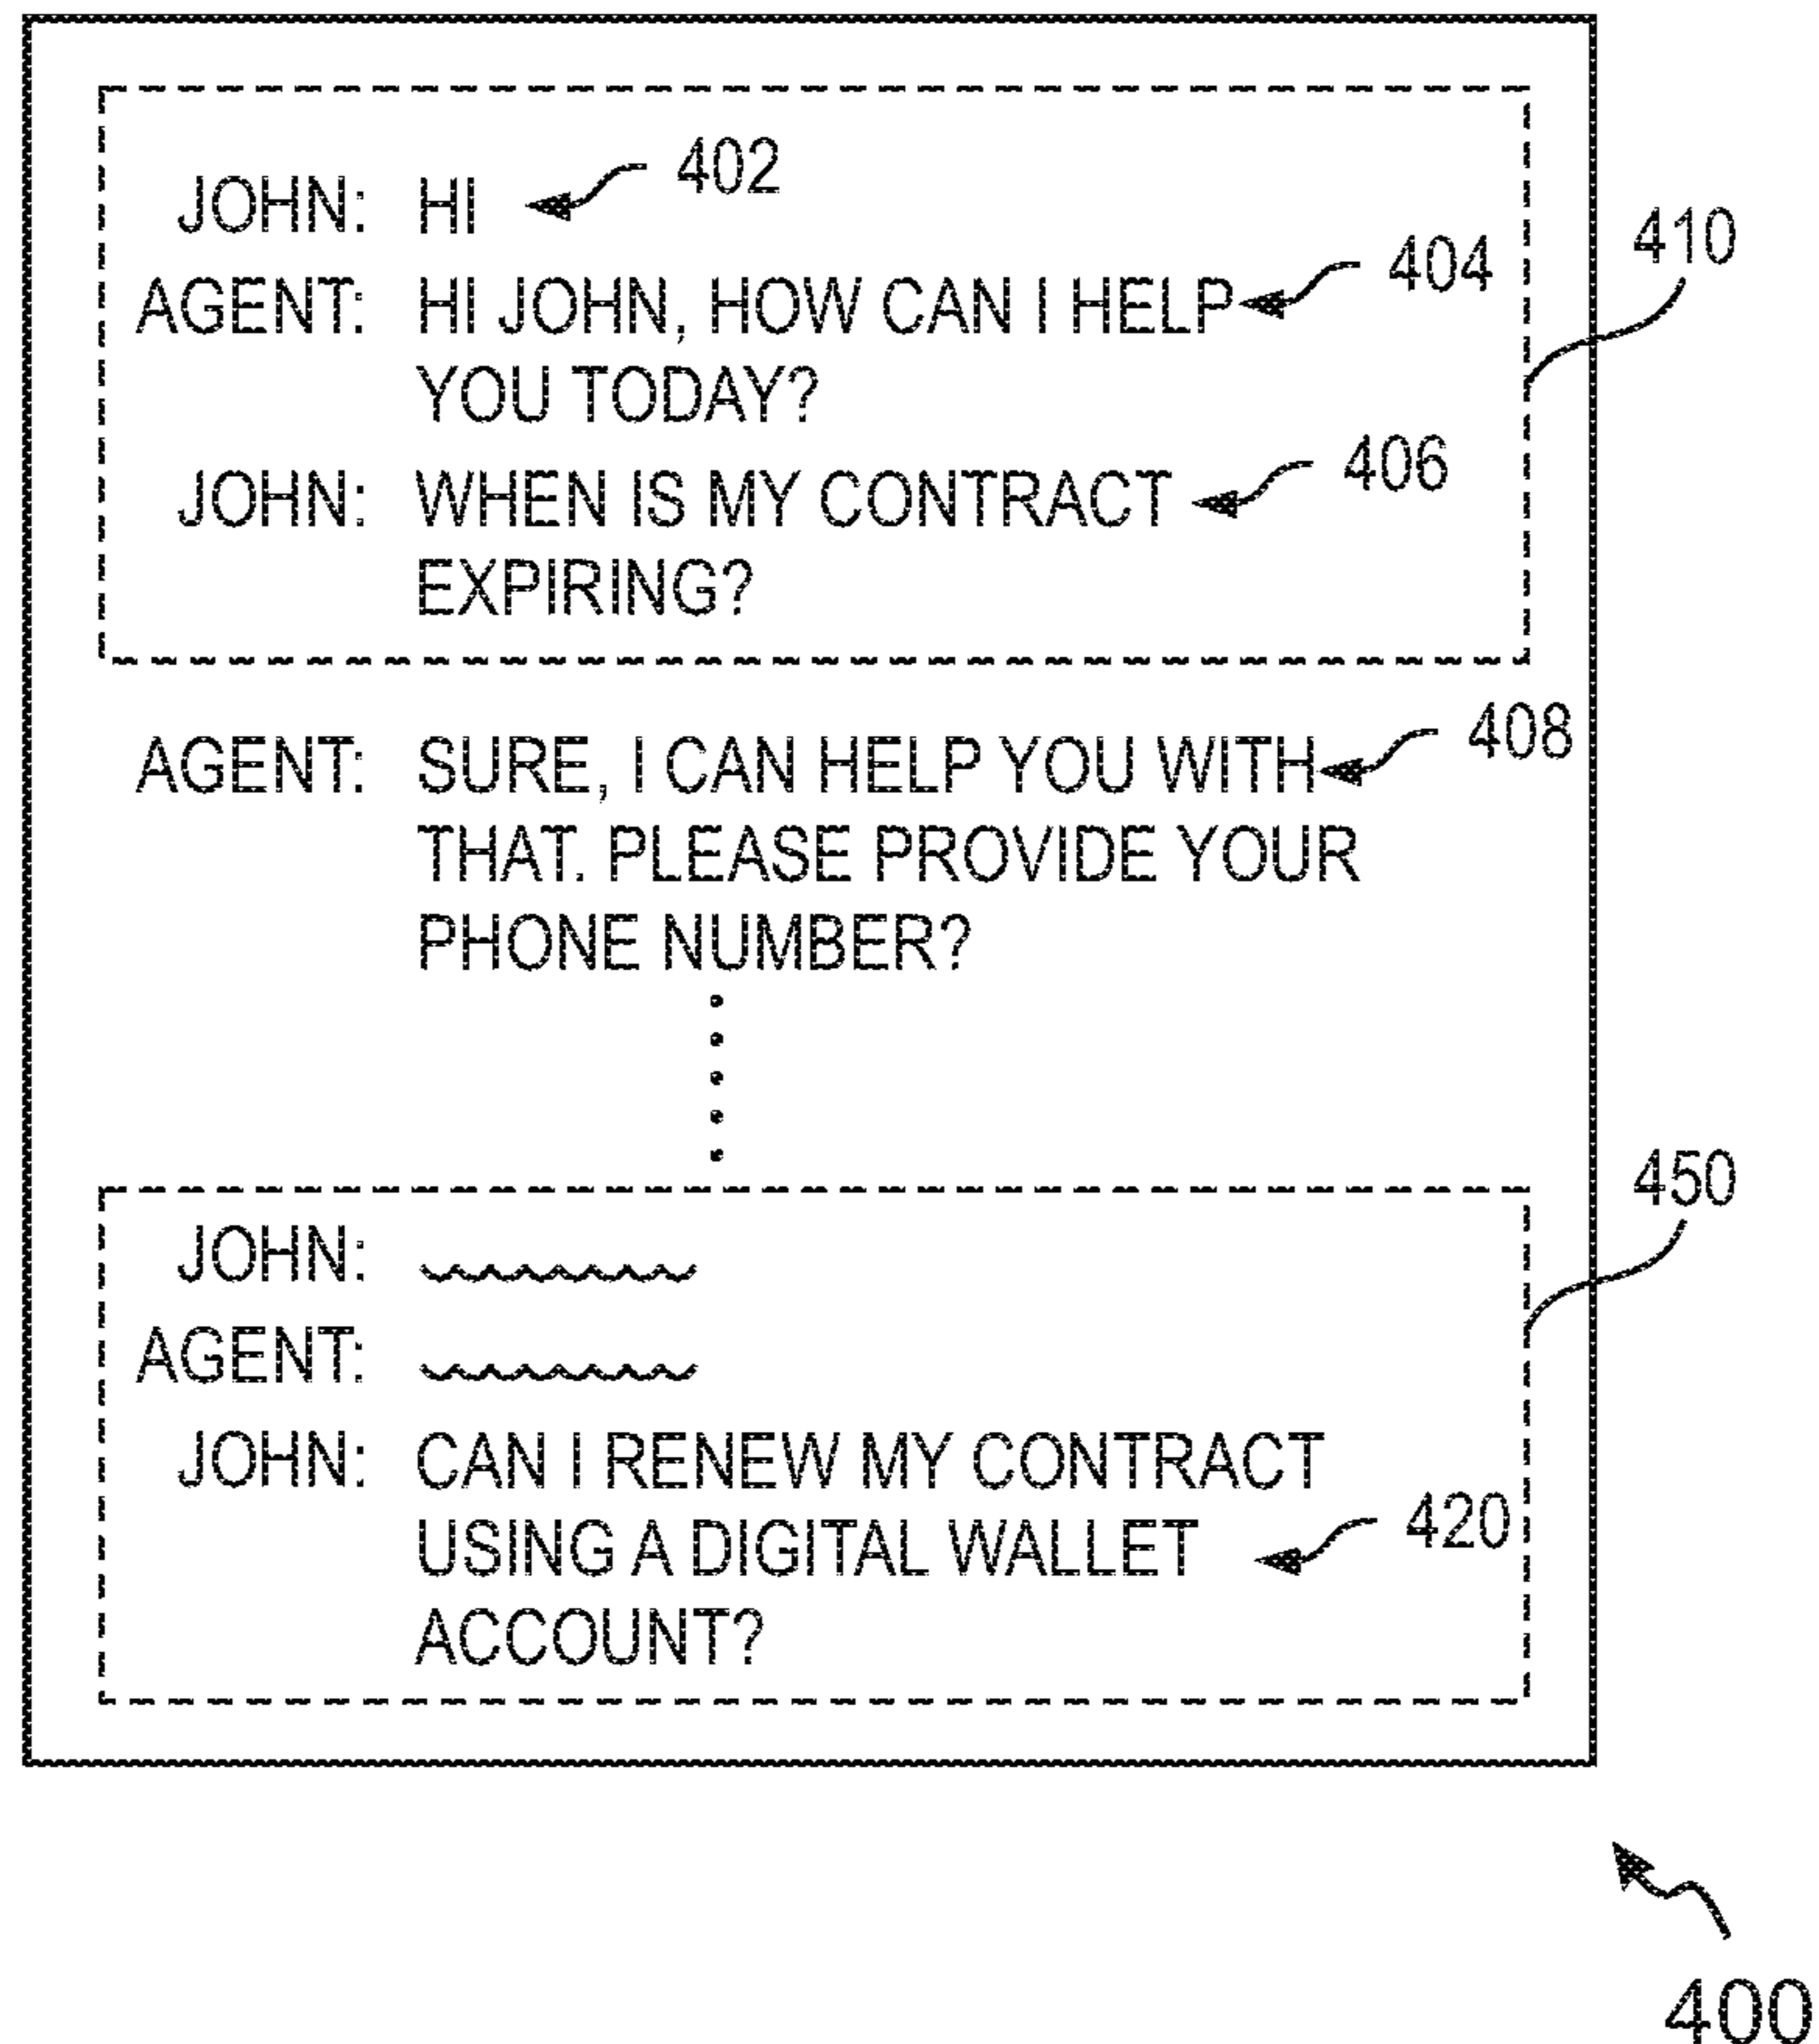 JOHN: HI 402
AGENT: HI JOHN, HOW CAN I HELP 404
410
YOU TODAY?
JOHN: WHEN IS MY CONTRACT 406
EXPIRING?
AGENT: SURE, I CAN HELP YOU WITH 408
THAT. PLEASE PROVIDE YOUR
PHONE NUMBER?
450
JOHN:
AGENT:
JOHN: CAN I RENEW MY CONTRACT
USING A DIGITAL WALLET 420
ACCOUNT?
400